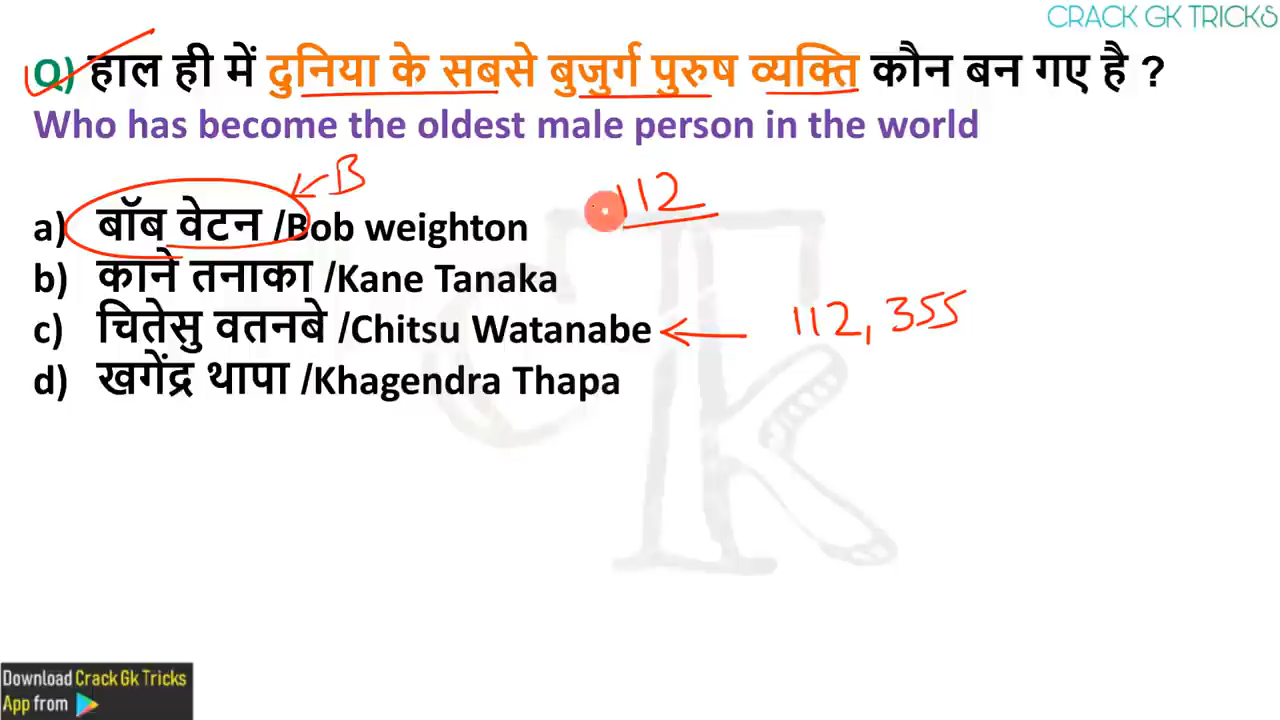 CRACK GK TRICKS
Q) हाल ही में दुनिया के सबसे बुजुर्ग पुरुष व्यक्ति कौन बन गए है ?
Who has become the oldest male person in the world
B
112
a) बॉब वेटन /Bob weighton
b) काने तनाका /Kane Tanaka
c) चितेसु वतनबे /Chitsu Watanabe ← 112, 355
d) खगेंद्र थापा /Khagendra Thapa
CTk
Download Crack Gk Tricks
App from